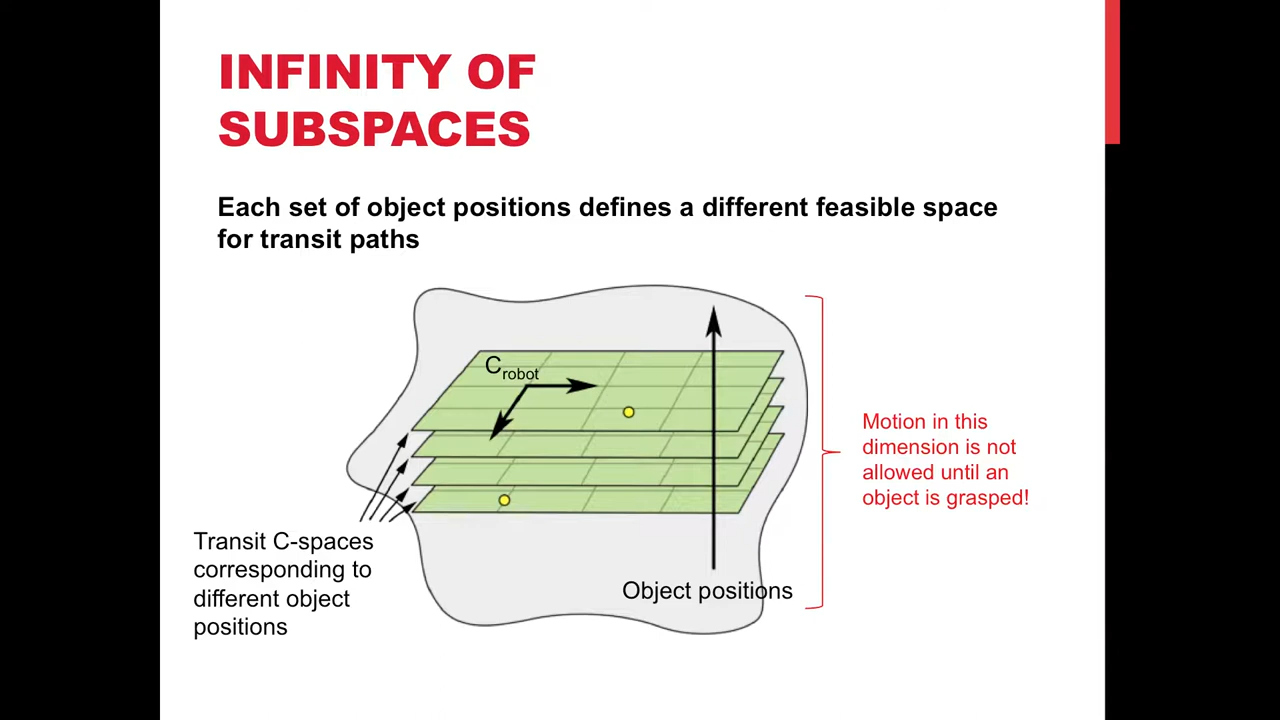 INFINITY OF
SUBSPACES
Each set of object positions defines a different feasible space
for transit paths
Crobot
Motion in this
dimension is not
allowed until an
object is grasped!
Transit C-spaces
corresponding to
different object
positions
Object positions